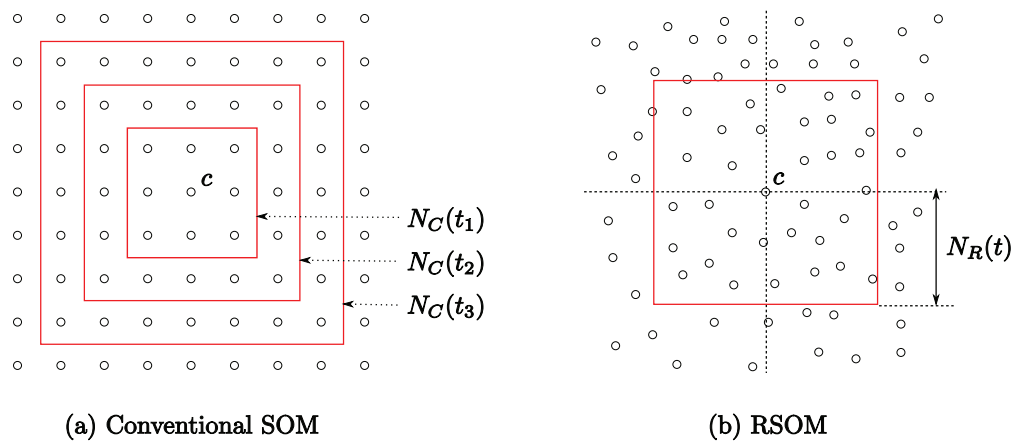 c
N_C(t_1)
N_C(t_2)
N_C(t_3)
(a) Conventional SOM
c
N_R(t)
(b) RSOM